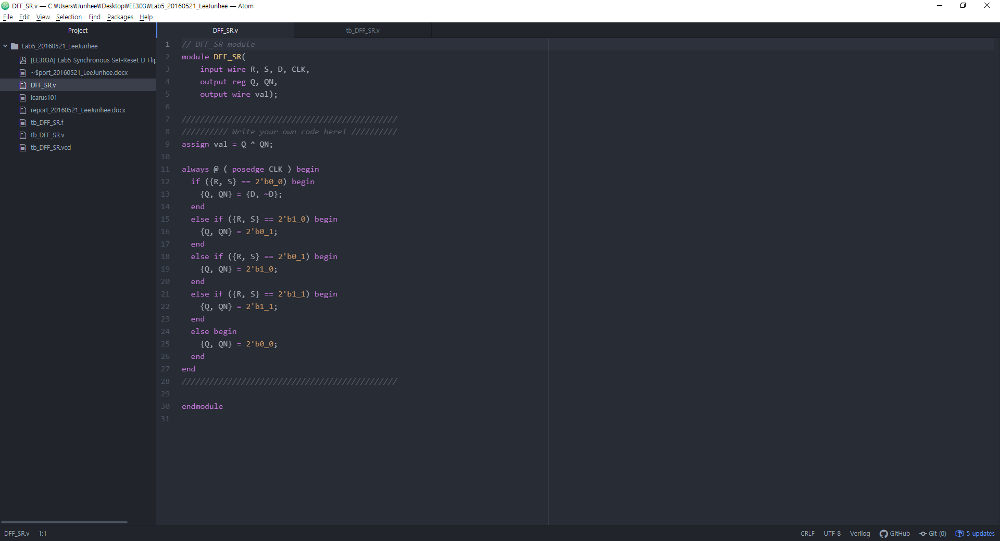 DFF_SR.v — C:₩Users₩Junhee₩Desktop₩EE303₩Lab5_20160521_LeeJunhee — Atom
File Edit View Selection Find Packages Help
Project
Lab5_20160521_LeeJunhee
[EE303A] Lab5 Synchronous Set-Reset D Flip
~$port_20160521_LeeJunhee.docx
DFF_SR.v
icarus101
report_20160521_LeeJunhee.docx
tb_DFF_SR.f
tb_DFF_SR.v
tb_DFF_SR.vcd
DFF_SR.v tb_DFF_SR.v
1 // DFF_SR module
2 module DFF_SR(
3     input wire R, S, D, CLK,
4     output reg Q, QN,
5     output wire val);
6
7 ///////////////////////////////////////////////
8 ////////// Write your own code here! //////////
9 assign val = Q ^ QN;
10
11 always @ ( posedge CLK ) begin
12   if ({R, S} == 2'b0_0) begin
13     {Q, QN} = {D, ~D};
14   end
15   else if ({R, S} == 2'b1_0) begin
16     {Q, QN} = 2'b0_1;
17   end
18   else if ({R, S} == 2'b0_1) begin
19     {Q, QN} = 2'b1_0;
20   end
21   else if ({R, S} == 2'b1_1) begin
22     {Q, QN} = 2'b1_1;
23   end
24   else begin
25     {Q, QN} = 2'b0_0;
26   end
27 end
28 ///////////////////////////////////////////////
29
30 endmodule
31
DFF_SR.v 1:1 CRLF UTF-8 Verilog GitHub Git (0) 5 updates